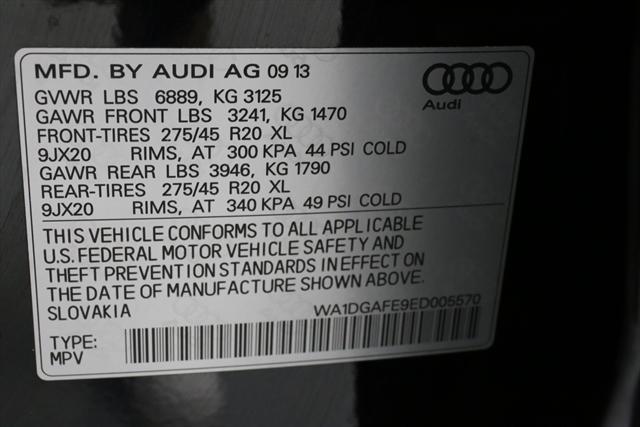 MFD. BY AUDI AG 09 13
Audi
GVWR LBS 6889, KG 3125
GAWR FRONT LBS 3241, KG 1470
FRONT-TIRES 275/45 R20 XL
9JX20 RIMS, AT 300 KPA 44 PSI COLD
GAWR REAR LBS 3946, KG 1790
REAR-TIRES 275/45 R20 XL
9JX20 RIMS, AT 340 KPA 49 PSI COLD
THIS VEHICLE CONFORMS TO ALL APPLICABLE
U.S. FEDERAL MOTOR VEHICLE SAFETY AND
THEFT PREVENTION STANDARDS IN EFFECT ON
THE DATE OF MANUFACTURE SHOWN ABOVE.
SLOVAKIA WA1DGAFE9ED005570
TYPE:
MPV